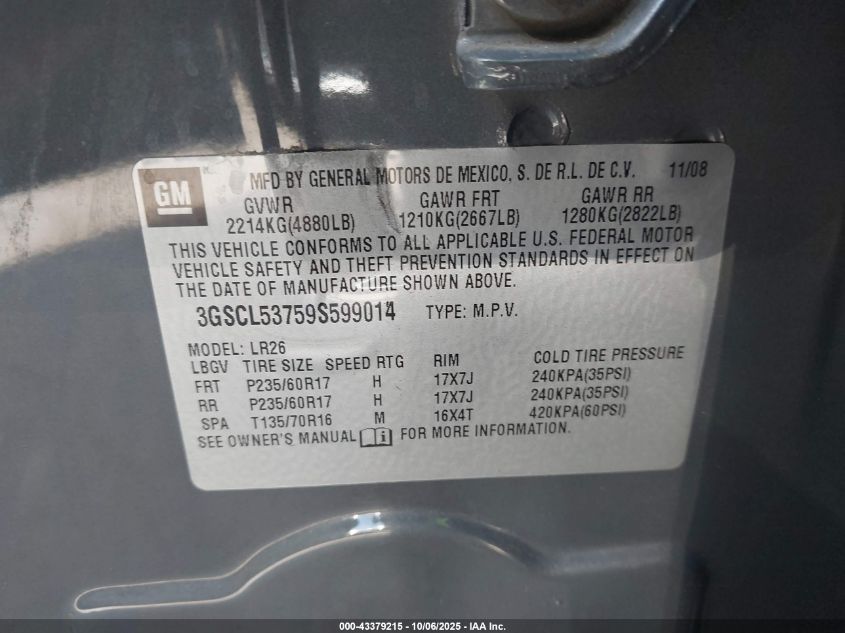 GM MFD BY GENERAL MOTORS DE MEXICO, S. DE R.L. DE C.V. 11/08
GVWR GAWR FRT GAWR RR
2214KG(4880LB) 1210KG(2667LB) 1280KG(2822LB)
THIS VEHICLE CONFORMS TO ALL APPLICABLE U.S. FEDERAL MOTOR
VEHICLE SAFETY AND THEFT PREVENTION STANDARDS IN EFFECT ON
THE DATE OF MANUFACTURE SHOWN ABOVE.
3GSCL53759S599014 TYPE: M.P.V.
MODEL: LR26
LBGV TIRE SIZE SPEED RTG RIM COLD TIRE PRESSURE
FRT P235/60R17 H 17X7J 240KPA(35PSI)
RR P235/60R17 H 17X7J 240KPA(35PSI)
SPA T135/70R16 M 16X4T 420KPA(60PSI)
SEE OWNER'S MANUAL i FOR MORE INFORMATION.
000-43379215 - 10/06/2025 - IAA Inc.